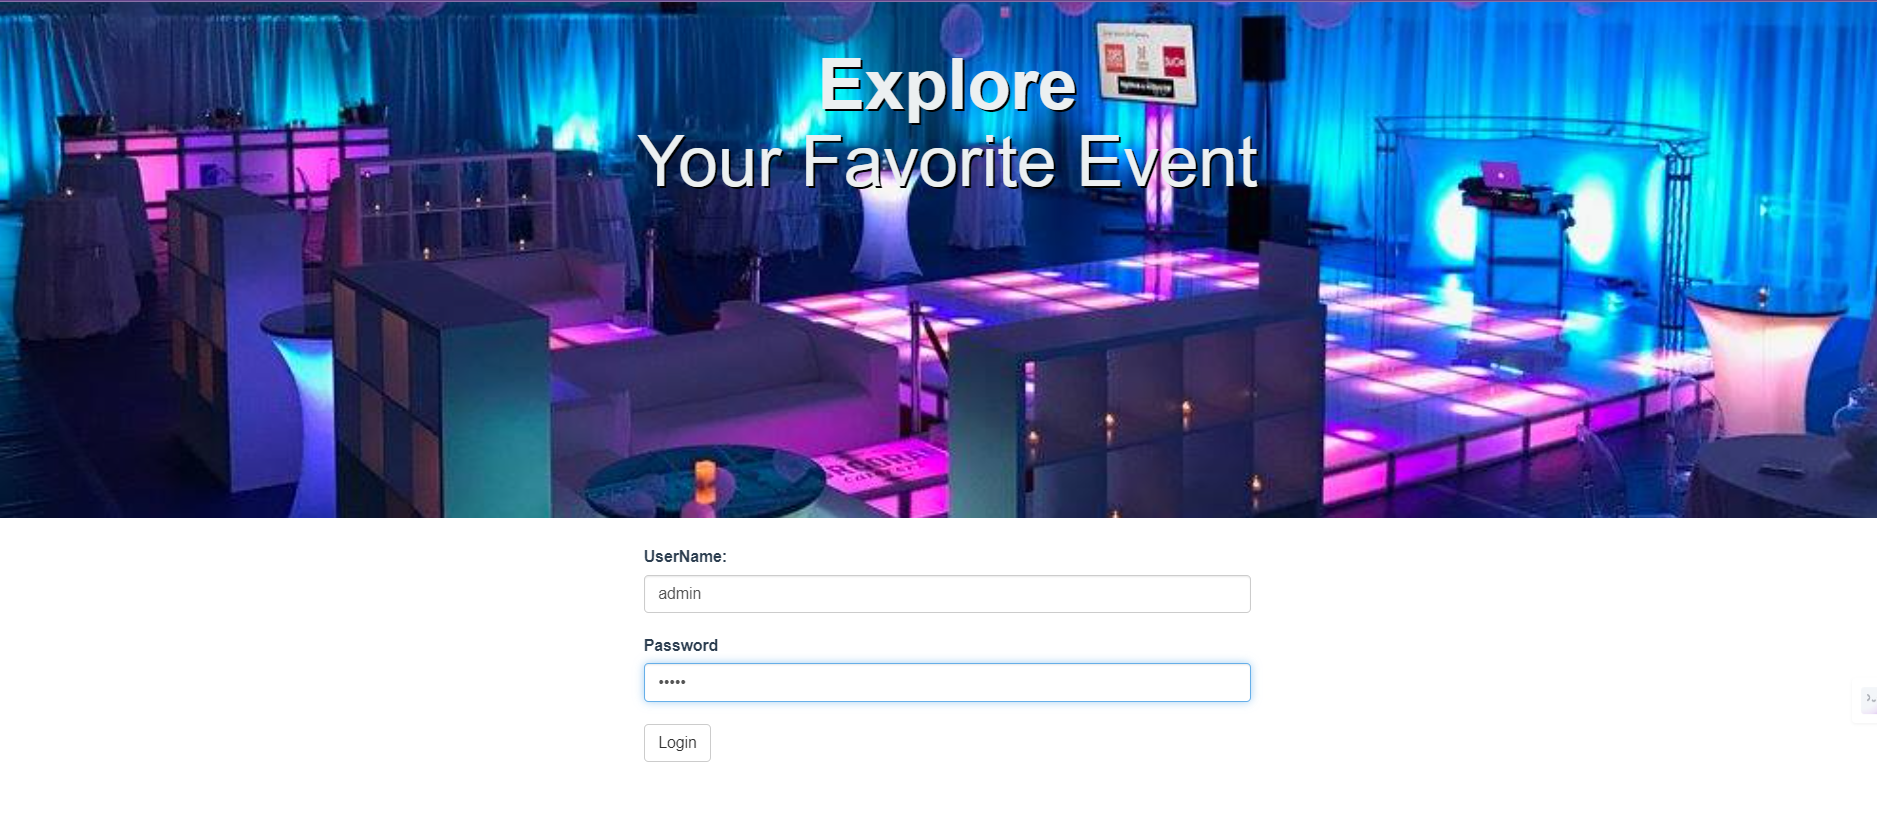 Explore
Your Favorite Event
UserName:
admin
Password
•••••
Login